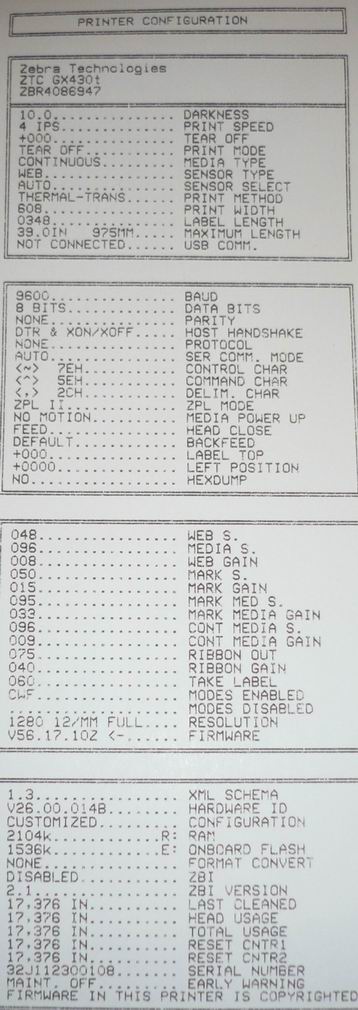 PRINTER CONFIGURATION
Zebra Technologies
ZTC GX430t
ZBR4086947
10.0............... DARKNESS
4 IPS.............. PRINT SPEED
+000............... TEAR OFF
TEAR OFF........... PRINT MODE
CONTINUOUS......... MEDIA TYPE
WEB................ SENSOR TYPE
AUTO............... SENSOR SELECT
THERMAL-TRANS...... PRINT METHOD
608................ PRINT WIDTH
0348............... LABEL LENGTH
39.0IN 975MM....... MAXIMUM LENGTH
NOT CONNECTED...... USB COMM.
9600............... BAUD
8 BITS............. DATA BITS
NONE............... PARITY
DTR & XON/XOFF..... HOST HANDSHAKE
NONE............... PROTOCOL
AUTO............... SER COMM. MODE
<~> 7EH............ CONTROL CHAR
<^> 5EH............ COMMAND CHAR
<,> 2CH............ DELIM. CHAR
ZPL II............. ZPL MODE
NO MOTION.......... MEDIA POWER UP
FEED............... HEAD CLOSE
DEFAULT............ BACKFEED
+000............... LABEL TOP
+0000.............. LEFT POSITION
NO................. HEXDUMP
048................ WEB S.
096................ MEDIA S.
008................ WEB GAIN
050................ MARK S.
015................ MARK GAIN
095................ MARK MED S.
033................ MARK MEDIA GAIN
096................ CONT MEDIA S.
009................ CONT MEDIA GAIN
075................ RIBBON OUT
040................ RIBBON GAIN
060................ TAKE LABEL
CWF................ MODES ENABLED
................... MODES DISABLED
1280 12/MM FULL.... RESOLUTION
V56.17.10Z <-...... FIRMWARE
1.3................ XML SCHEMA
V26.00.014B........ HARDWARE ID
CUSTOMIZED......... CONFIGURATION
2104k............R: RAM
1536k............E: ONBOARD FLASH
NONE............... FORMAT CONVERT
DISABLED........... ZBI
2.1................ ZBI VERSION
17,376 IN.......... LAST CLEANED
17,376 IN.......... HEAD USAGE
17,376 IN.......... TOTAL USAGE
17,376 IN.......... RESET CNTR1
17,376 IN.......... RESET CNTR2
32J112300108....... SERIAL NUMBER
MAINT. OFF......... EARLY WARNING
FIRMWARE IN THIS PRINTER IS COPYRIGHTED